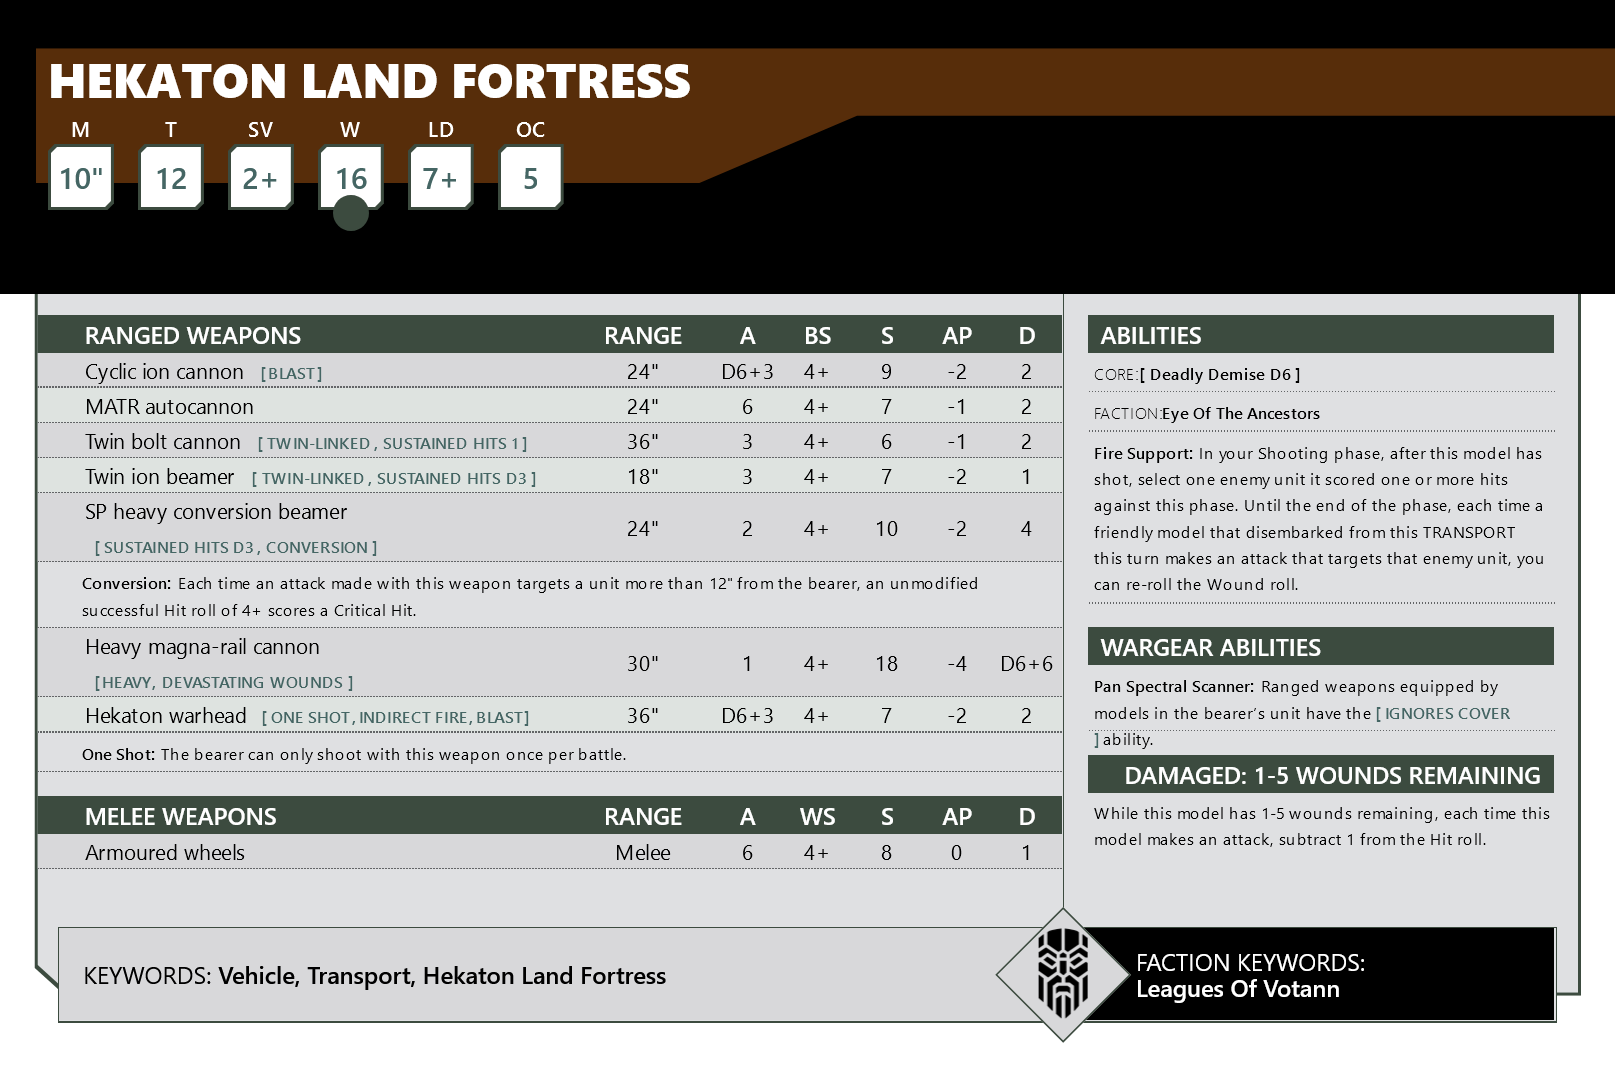 HEKATON LAND FORTRESS
M T SV W LD OC
10" 12 2+ 16 7+ 5
RANGED WEAPONS RANGE A BS S AP D
Cyclic ion cannon [BLAST] 24" D6+3 4+ 9 -2 2
MATR autocannon 24" 6 4+ 7 -1 2
Twin bolt cannon [ TWIN-LINKED , SUSTAINED HITS 1 ] 36" 3 4+ 6 -1 2
Twin ion beamer [ TWIN-LINKED , SUSTAINED HITS D3 ] 18" 3 4+ 7 -2 1
SP heavy conversion beamer
[ SUSTAINED HITS D3 , CONVERSION ] 24" 2 4+ 10 -2 4
Conversion: Each time an attack made with this weapon targets a unit more than 12" from the bearer, an unmodified
successful Hit roll of 4+ scores a Critical Hit.
Heavy magna-rail cannon
[HEAVY, DEVASTATING WOUNDS ] 30" 1 4+ 18 -4 D6+6
Hekaton warhead [ ONE SHOT, INDIRECT FIRE, BLAST] 36" D6+3 4+ 7 -2 2
One Shot: The bearer can only shoot with this weapon once per battle.
MELEE WEAPONS RANGE A WS S AP D
Armoured wheels Melee 6 4+ 8 0 1
ABILITIES
CORE:[ Deadly Demise D6 ]
FACTION:Eye Of The Ancestors
Fire Support: In your Shooting phase, after this model has
shot, select one enemy unit it scored one or more hits
against this phase. Until the end of the phase, each time a
friendly model that disembarked from this TRANSPORT
this turn makes an attack that targets that enemy unit, you
can re-roll the Wound roll.
WARGEAR ABILITIES
Pan Spectral Scanner: Ranged weapons equipped by
models in the bearer's unit have the [ IGNORES COVER
] ability.
DAMAGED: 1-5 WOUNDS REMAINING
While this model has 1-5 wounds remaining, each time this
model makes an attack, subtract 1 from the Hit roll.
KEYWORDS: Vehicle, Transport, Hekaton Land Fortress
FACTION KEYWORDS:
Leagues Of Votann